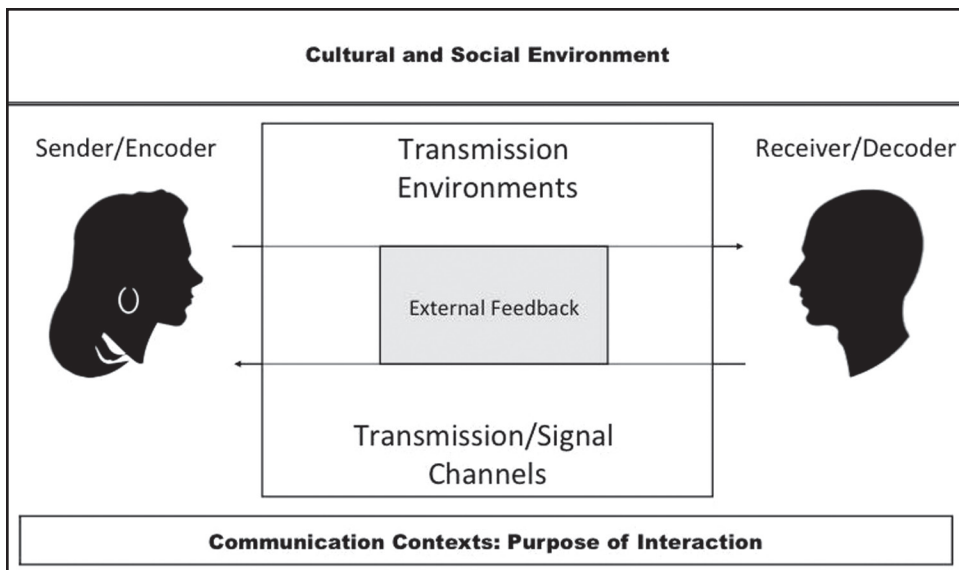 Cultural and Social Environment
Sender/Encoder
Transmission
Environments
Receiver/Decoder
External Feedback
Transmission/Signal
Channels
Communication Contexts: Purpose of Interaction